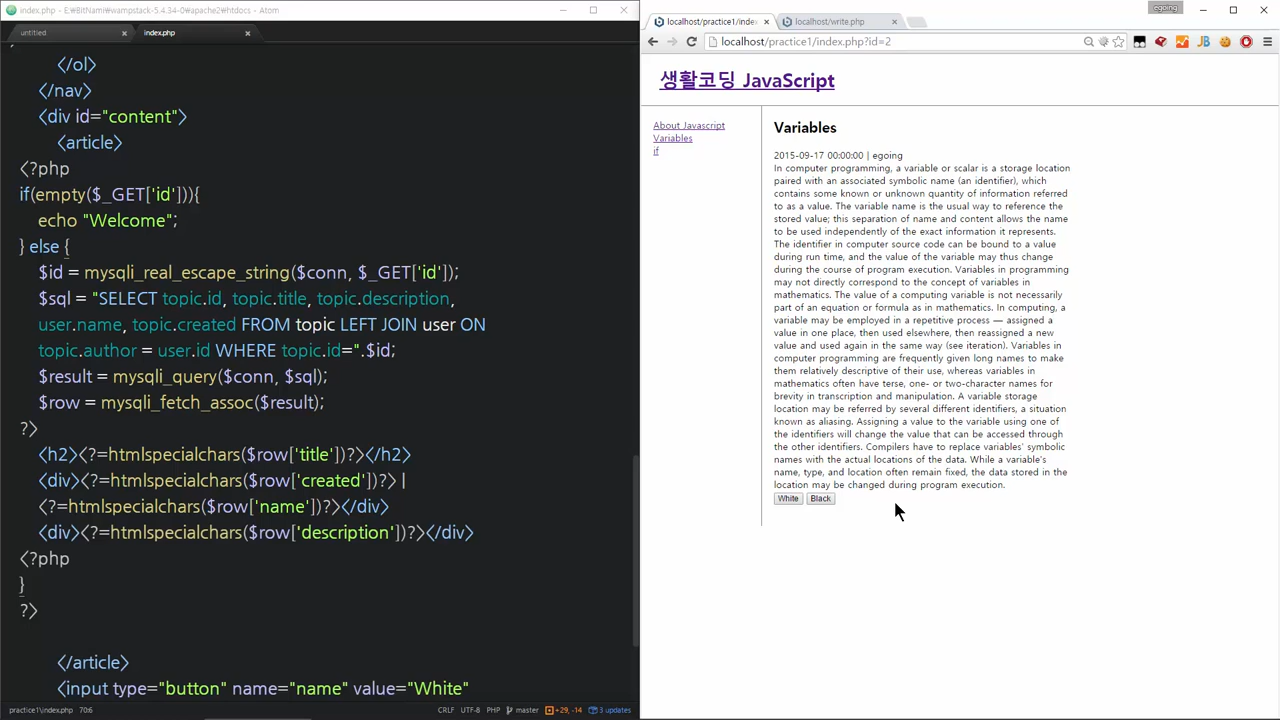 index.php - E:\BitNami\wampstack-5.4.34-0\apache2\htdocs - Atom
untitled
index.php
</ol>
</nav>
<div id="content">
<article>
<?php
if(empty($_GET['id'])){
echo "Welcome";
} else {
$id = mysqli_real_escape_string($conn, $_GET['id']);
$sql = "SELECT topic.id, topic.title, topic.description,
user.name, topic.created FROM topic LEFT JOIN user ON
topic.author = user.id WHERE topic.id=".$id;
$result = mysqli_query($conn, $sql);
$row = mysqli_fetch_assoc($result);
?>
<h2><?=htmlspecialchars($row['title'])?></h2>
<div><?=htmlspecialchars($row['created'])?> |
<?=htmlspecialchars($row['name'])?></div>
<div><?=htmlspecialchars($row['description'])?></div>
<?php
}
?>
</article>
<input type="button" name="name" value="White"
practice1\index.php 70:6 CRLF UTF-8 PHP master +29, -14 3 updates
egoing
localhost/practice1/inde
localhost/write.php
localhost/practice1/index.php?id=2
JB
생활코딩 JavaScript
About Javascript
Variables
if
Variables
2015-09-17 00:00:00 | egoing
In computer programming, a variable or scalar is a storage location
paired with an associated symbolic name (an identifier), which
contains some known or unknown quantity of information referred
to as a value. The variable name is the usual way to reference the
stored value; this separation of name and content allows the name
to be used independently of the exact information it represents.
The identifier in computer source code can be bound to a value
during run time, and the value of the variable may thus change
during the course of program execution. Variables in programming
may not directly correspond to the concept of variables in
mathematics. The value of a computing variable is not necessarily
part of an equation or formula as in mathematics. In computing, a
variable may be employed in a repetitive process — assigned a
value in one place, then used elsewhere, then reassigned a new
value and used again in the same way (see iteration). Variables in
computer programming are frequently given long names to make
them relatively descriptive of their use, whereas variables in
mathematics often have terse, one- or two-character names for
brevity in transcription and manipulation. A variable storage
location may be referred by several different identifiers, a situation
known as aliasing. Assigning a value to the variable using one of
the identifiers will change the value that can be accessed through
the other identifiers. Compilers have to replace variables' symbolic
names with the actual locations of the data. While a variable's
name, type, and location often remain fixed, the data stored in the
location may be changed during program execution.
White Black